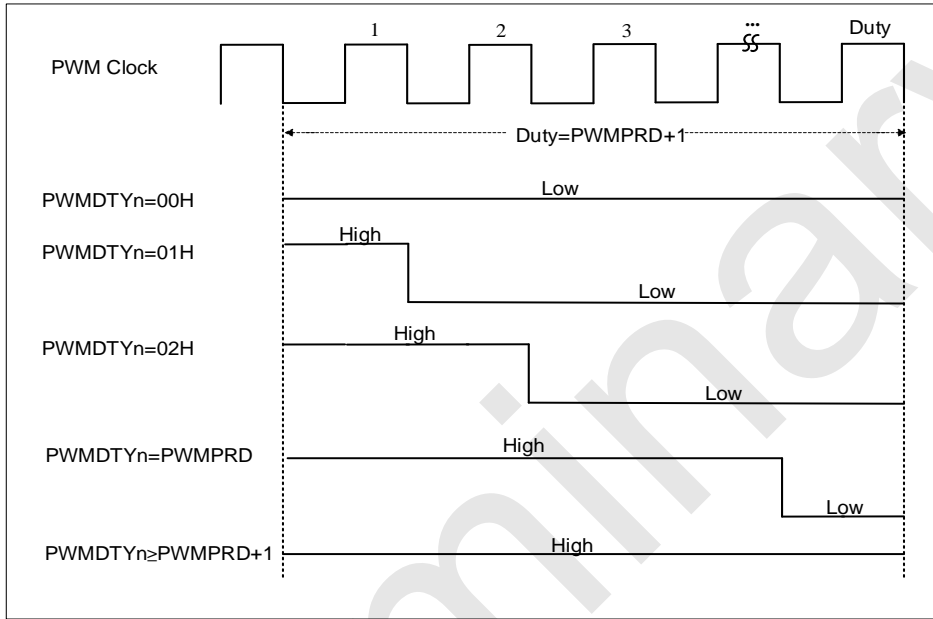 1 2 3 ... Duty
PWM Clock
Duty=PWMPRD+1
PWMDTYn=00H Low
PWMDTYn=01H High Low
PWMDTYn=02H High Low
PWMDTYn=PWMPRD High Low
PWMDTYn≥PWMPRD+1 High
minary